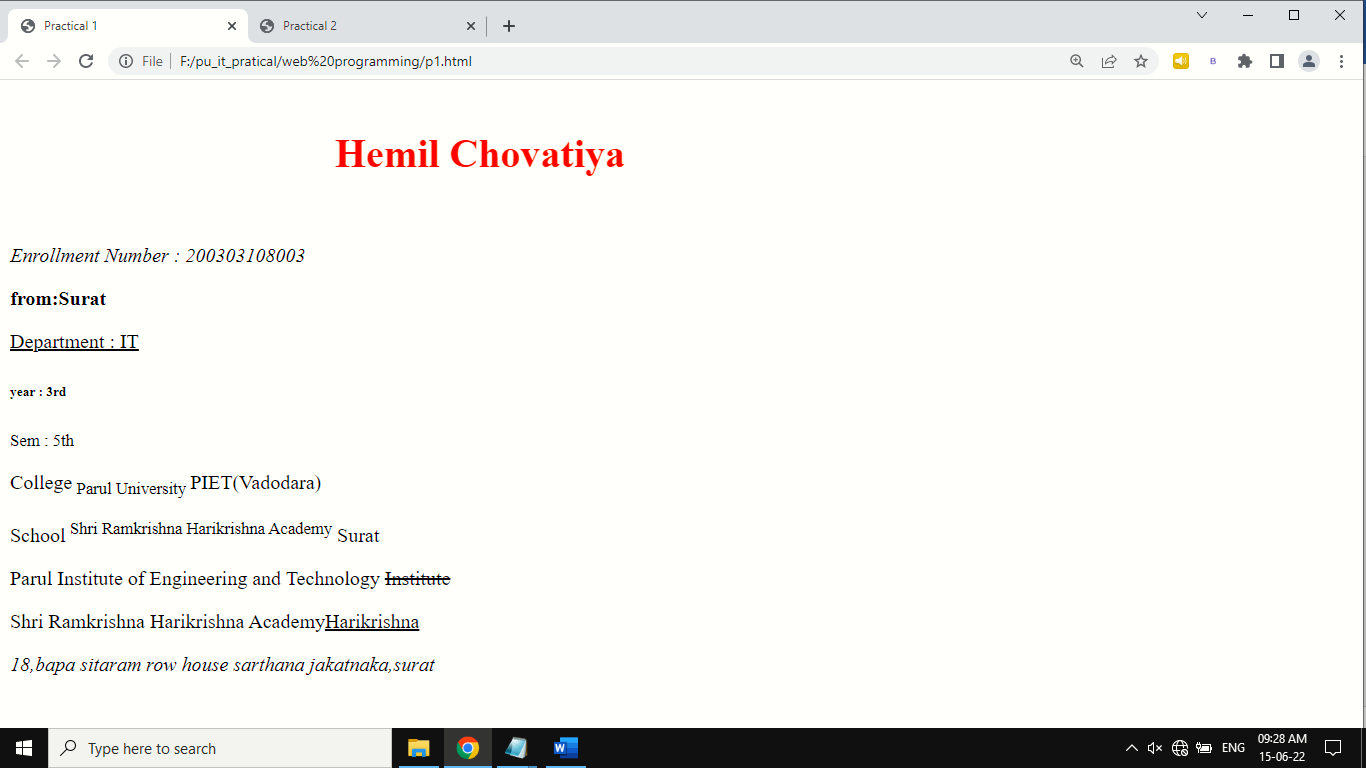 Practical 1
Practical 2
File | F:/pu_it_pratical/web%20programming/p1.html
B
Hemil Chovatiya
Enrollment Number : 200303108003
from:Surat
Department : IT
year : 3rd
Sem : 5th
College Parul University PIET(Vadodara)
School Shri Ramkrishna Harikrishna Academy Surat
Parul Institute of Engineering and Technology Institute
Shri Ramkrishna Harikrishna AcademyHarikrishna
18,bapa sitaram row house sarthana jakatnaka,surat
Type here to search
W
ENG
09:28 AM
15-06-22